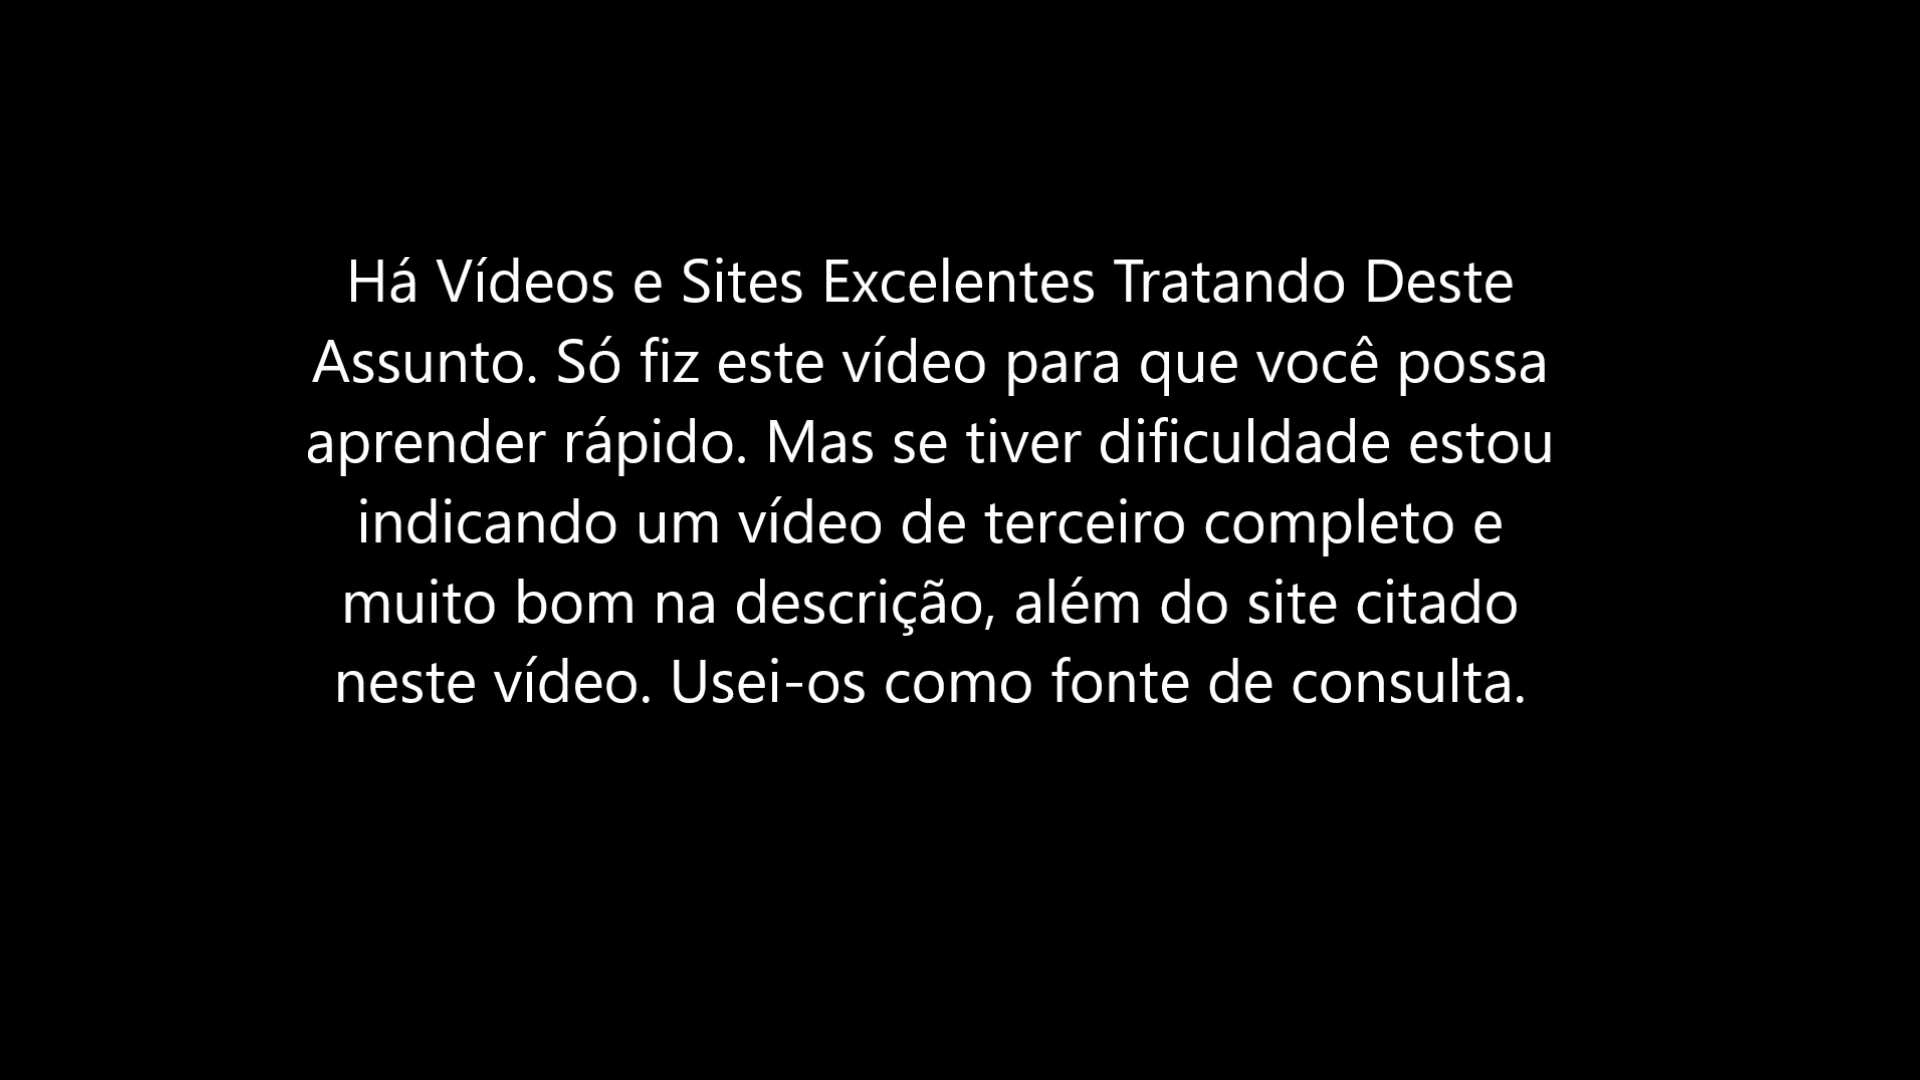 Há Vídeos e Sites Excelentes Tratando Deste
Assunto. Só fiz este vídeo para que você possa
aprender rápido. Mas se tiver dificuldade estou
indicando um vídeo de terceiro completo e
muito bom na descrição, além do site citado
neste vídeo. Usei-os como fonte de consulta.